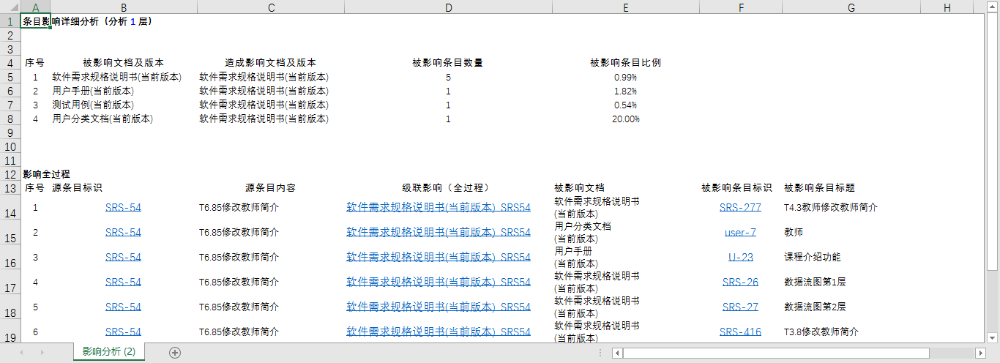 A B C D E F G H
1 条目影响详细分析（分析 1 层）
2
3
4 序号 被影响文档及版本 造成影响文档及版本 被影响条目数量 被影响条目比例
5 1 软件需求规格说明书(当前版本) 软件需求规格说明书(当前版本) 5 0.99%
6 2 用户手册(当前版本) 软件需求规格说明书(当前版本) 1 1.82%
7 3 测试用例(当前版本) 软件需求规格说明书(当前版本) 1 0.54%
8 4 用户分类文档(当前版本) 软件需求规格说明书(当前版本) 1 20.00%
9
10
11
12 影响全过程
13 序号 源条目标识 源条目内容 级联影响（全过程） 被影响文档 被影响条目标识 被影响条目标题
14 1 SRS-54 T6.85修改教师简介 软件需求规格说明书(当前版本) SRS54 软件需求规格说明书 SRS-277 T4.3教师修改教师简介
(当前版本)
15 2 SRS-54 T6.85修改教师简介 软件需求规格说明书(当前版本) SRS54 用户分类文档 user-7 教师
(当前版本)
16 3 SRS-54 T6.85修改教师简介 软件需求规格说明书(当前版本) SRS54 用户手册 U-23 课程介绍功能
(当前版本)
17 4 SRS-54 T6.85修改教师简介 软件需求规格说明书(当前版本) SRS54 软件需求规格说明书 SRS-26 数据流图第1层
(当前版本)
18 5 SRS-54 T6.85修改教师简介 软件需求规格说明书(当前版本) SRS54 软件需求规格说明书 SRS-27 数据流图第2层
(当前版本)
19 6 SRS-54 T6.85修改教师简介 软件需求规格说明书(当前版本) SRS54 软件需求规格说明书 SRS-416 T3.8修改教师简介
(当前版本)
影响分析 (2)